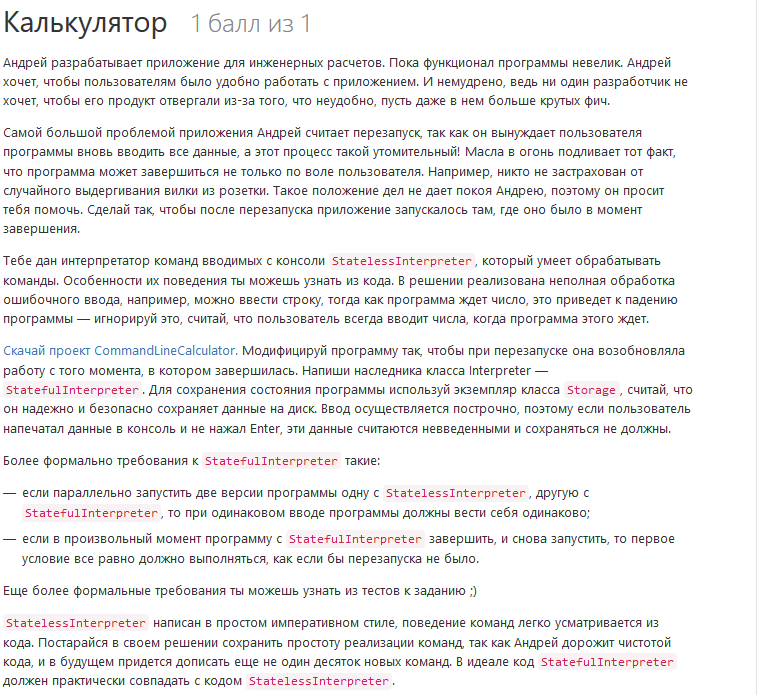 Калькулятор 1 балл из 1
Андрей разрабатывает приложение для инженерных расчетов. Пока функционал программы невелик. Андрей
хочет, чтобы пользователям было удобно работать с приложением. И немудрено, ведь ни один разработчик не
хочет, чтобы его продукт отвергали из-за того, что неудобно, пусть даже в нем больше крутых фич.
Самой большой проблемой приложения Андрей считает перезапуск, так как он вынуждает пользователя
программы вновь вводить все данные, а этот процесс такой утомительный! Масла в огонь подливает тот факт,
что программа может завершиться не только по воле пользователя. Например, никто не застрахован от
случайного выдергивания вилки из розетки. Такое положение дел не дает покоя Андрею, поэтому он просит
тебя помочь. Сделай так, чтобы после перезапуска приложение запускалось там, где оно было в момент
завершения.
Тебе дан интерпретатор команд вводимых с консоли StatelessInterpreter, который умеет обрабатывать
команды. Особенности их поведения ты можешь узнать из кода. В решении реализована неполная обработка
ошибочного ввода, например, можно ввести строку, тогда как программа ждет число, это приведет к падению
программы — игнорируй это, считай, что пользователь всегда вводит числа, когда программа этого ждет.
Скачай проект CommandLineCalculator. Модифицируй программу так, чтобы при перезапуске она возобновляла
работу с того момента, в котором завершилась. Напиши наследника класса Interpreter —
StatefulInterpreter. Для сохранения состояния программы используй экземпляр класса Storage, считай, что
он надежно и безопасно сохраняет данные на диск. Ввод осуществляется построчно, поэтому если пользователь
напечатал данные в консоль и не нажал Enter, эти данные считаются невведенными и сохраняться не должны.
Более формально требования к StatefulInterpreter такие:
— если параллельно запустить две версии программы одну с StatelessInterpreter, другую с
StatefulInterpreter, то при одинаковом вводе программы должны вести себя одинаково;
— если в произвольный момент программу с StatefulInterpreter завершить, и снова запустить, то первое
условие все равно должно выполняться, как если бы перезапуска не было.
Еще более формальные требования ты можешь узнать из тестов к заданию ;)
StatelessInterpreter написан в простом императивном стиле, поведение команд легко усматривается из
кода. Постарайся в своем решении сохранить простоту реализации команд, так как Андрей дорожит чистотой
кода, и в будущем придется дописать еще не один десяток новых команд. В идеале код StatefulInterpreter
должен практически совпадать с кодом StatelessInterpreter.